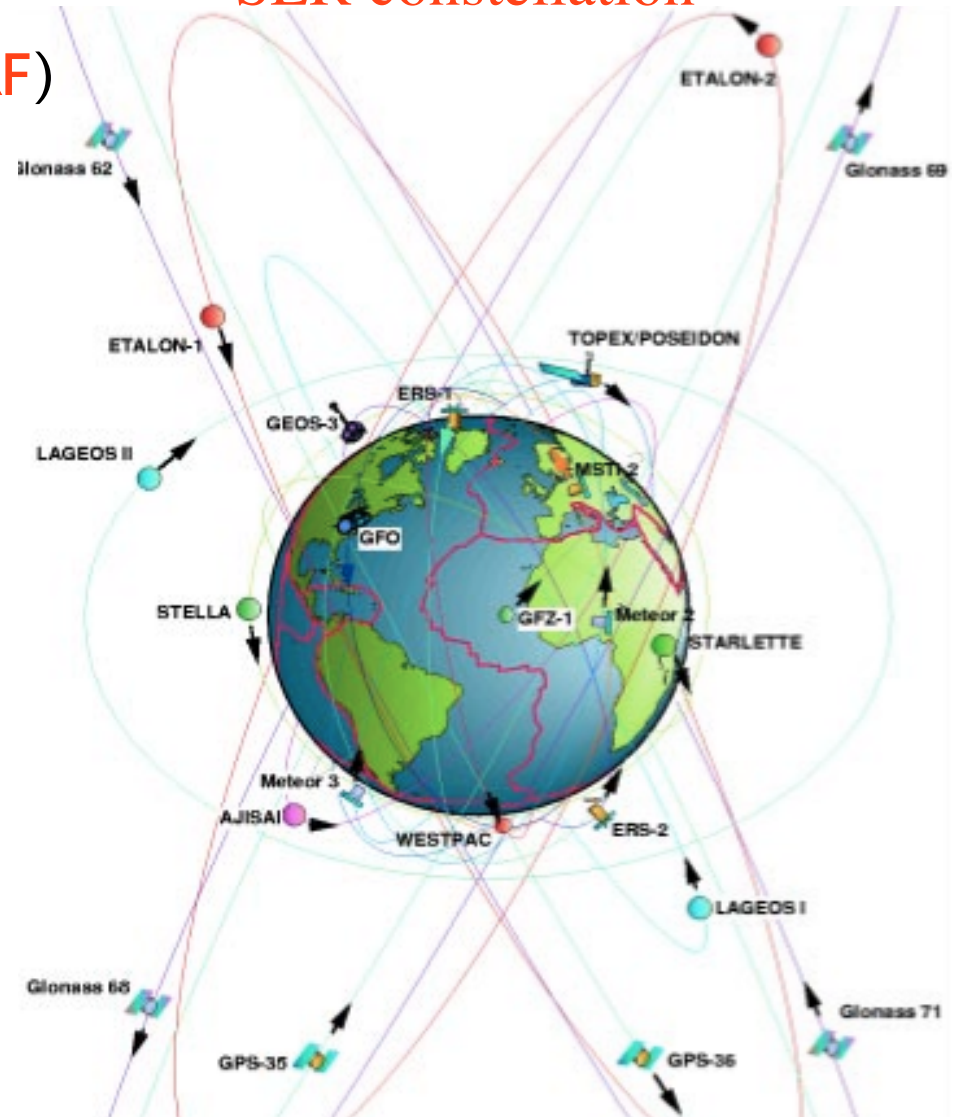 SLR constellation
F)
ETALON-2
Glonass 62
Glonass 69
ETALON-1
TOPEX/POSEIDON
ERS-1
GEOS-3
LAGEOS II
MSTI-2
GFO
STELLA
GFZ-1
Meteor 2
STARLETTE
Meteor 3
AJISAI
WESTPAC
ERS-2
LAGEOS I
Glonass 68
Glonass 71
GPS-35
GPS-36